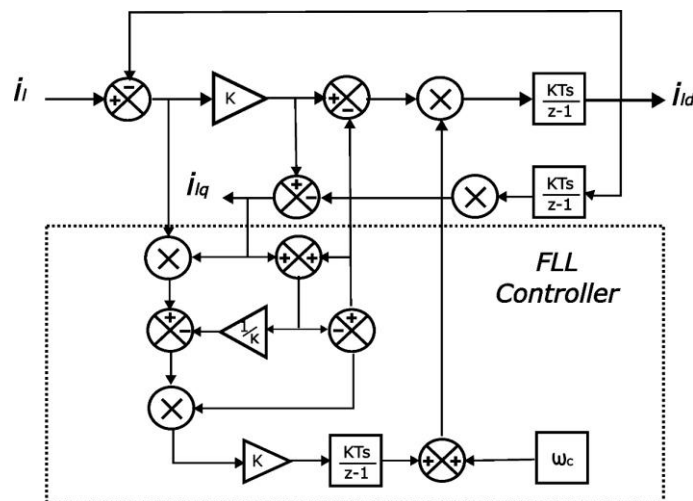 i_l
K
KTs
z-1
i_ld
i_lq
KTs
z-1
FLL
Controller
1/K
K
KTs
z-1
ω_c